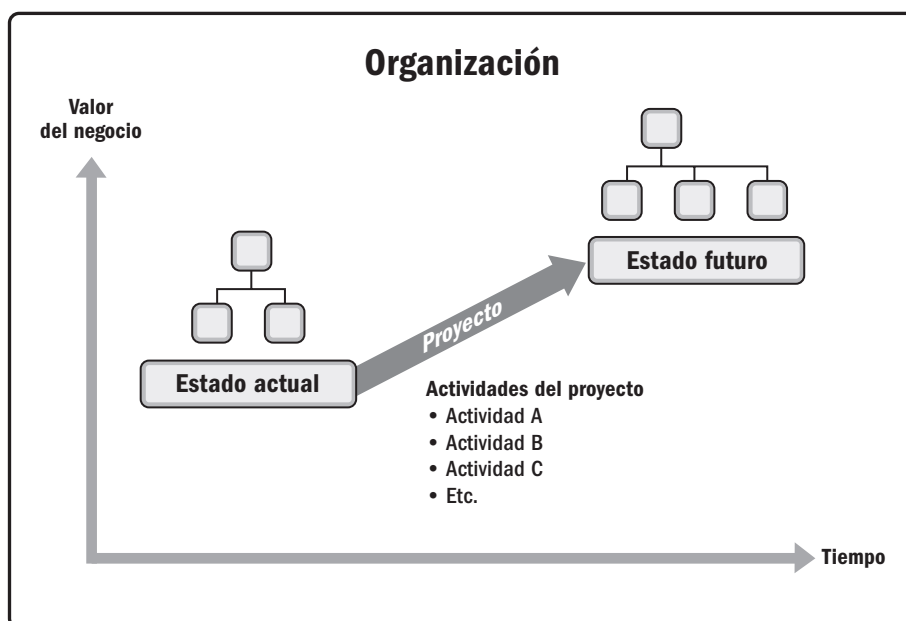 Organización
Valor
del negocio
Estado futuro
Proyecto
Estado actual
Actividades del proyecto
• Actividad A
• Actividad B
• Actividad C
• Etc.
Tiempo